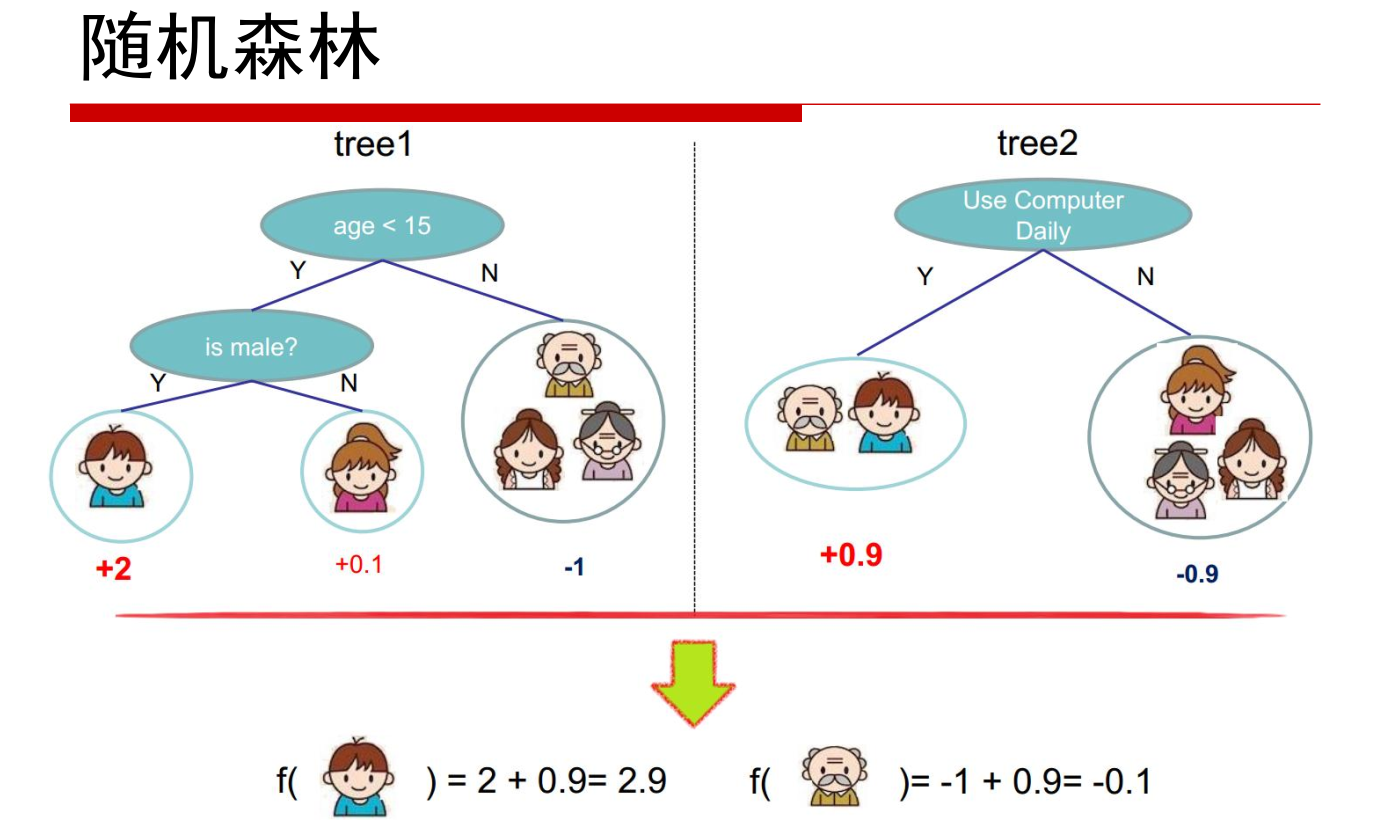 随机森林
tree1
age < 15
Y
N
is male?
Y
N
+2
+0.1
-1
tree2
Use Computer
Daily
Y
N
+0.9
-0.9
f( ) = 2 + 0.9= 2.9
f( )= -1 + 0.9= -0.1